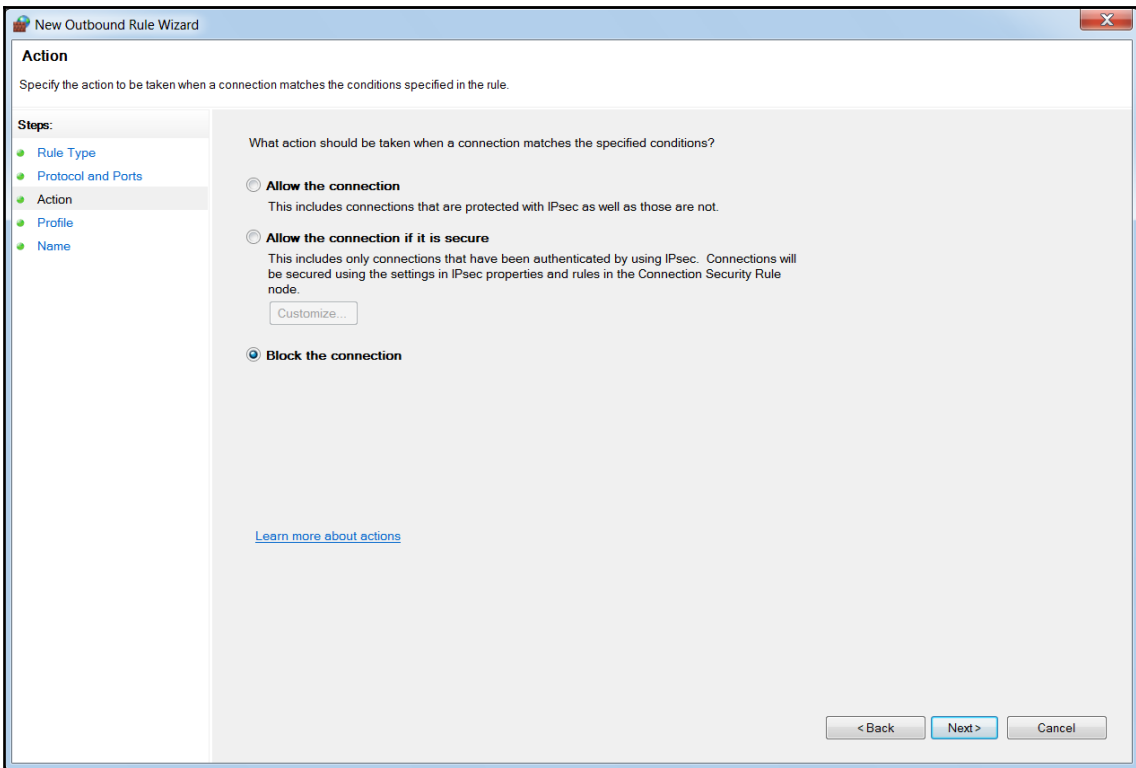 New Outbound Rule Wizard
X
Action
Specify the action to be taken when a connection matches the conditions specified in the rule.
Steps:
Rule Type
Protocol and Ports
Action
Profile
Name
What action should be taken when a connection matches the specified conditions?
Allow the connection
This includes connections that are protected with IPsec as well as those are not.
Allow the connection if it is secure
This includes only connections that have been authenticated by using IPsec. Connections will
be secured using the settings in IPsec properties and rules in the Connection Security Rule
node.
Customize...
Block the connection
Learn more about actions
< Back
Next >
Cancel